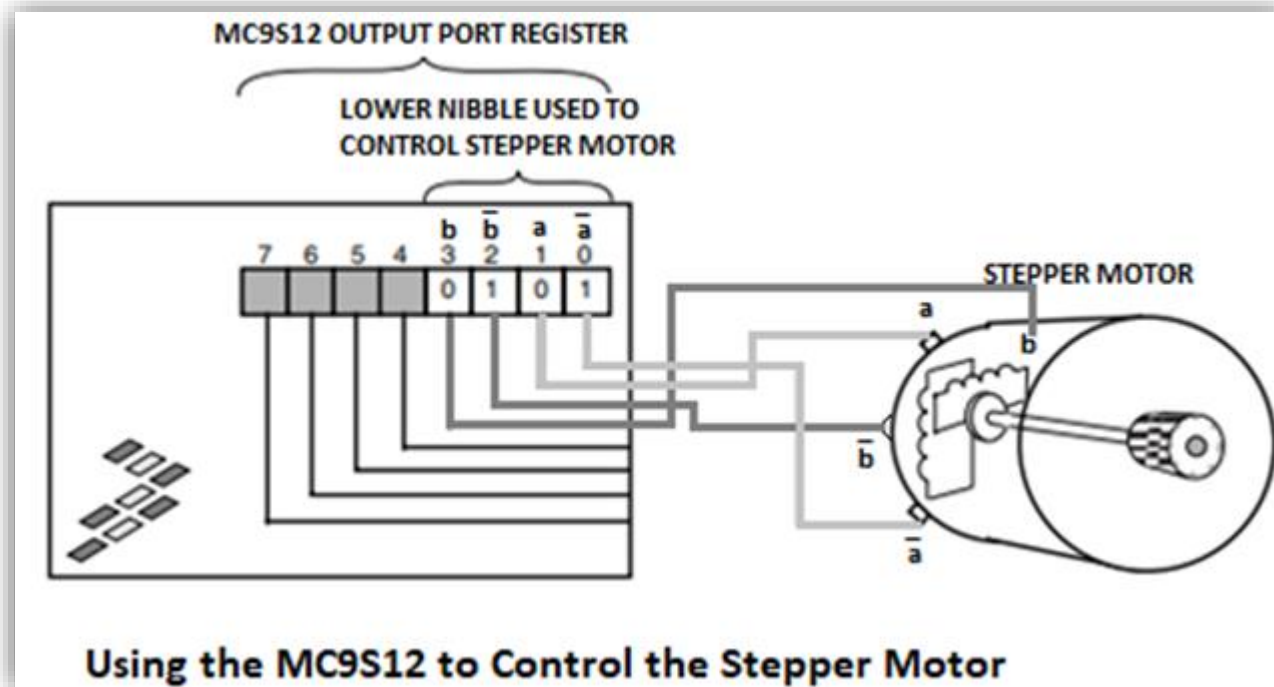 MC9S12 OUTPUT PORT REGISTER
LOWER NIBBLE USED TO
CONTROL STEPPER MOTOR
b b̅ a a̅
7 6 5 4 3 2 1 0
0 1 0 1
STEPPER MOTOR
a
b
b̅
a̅
Using the MC9S12 to Control the Stepper Motor